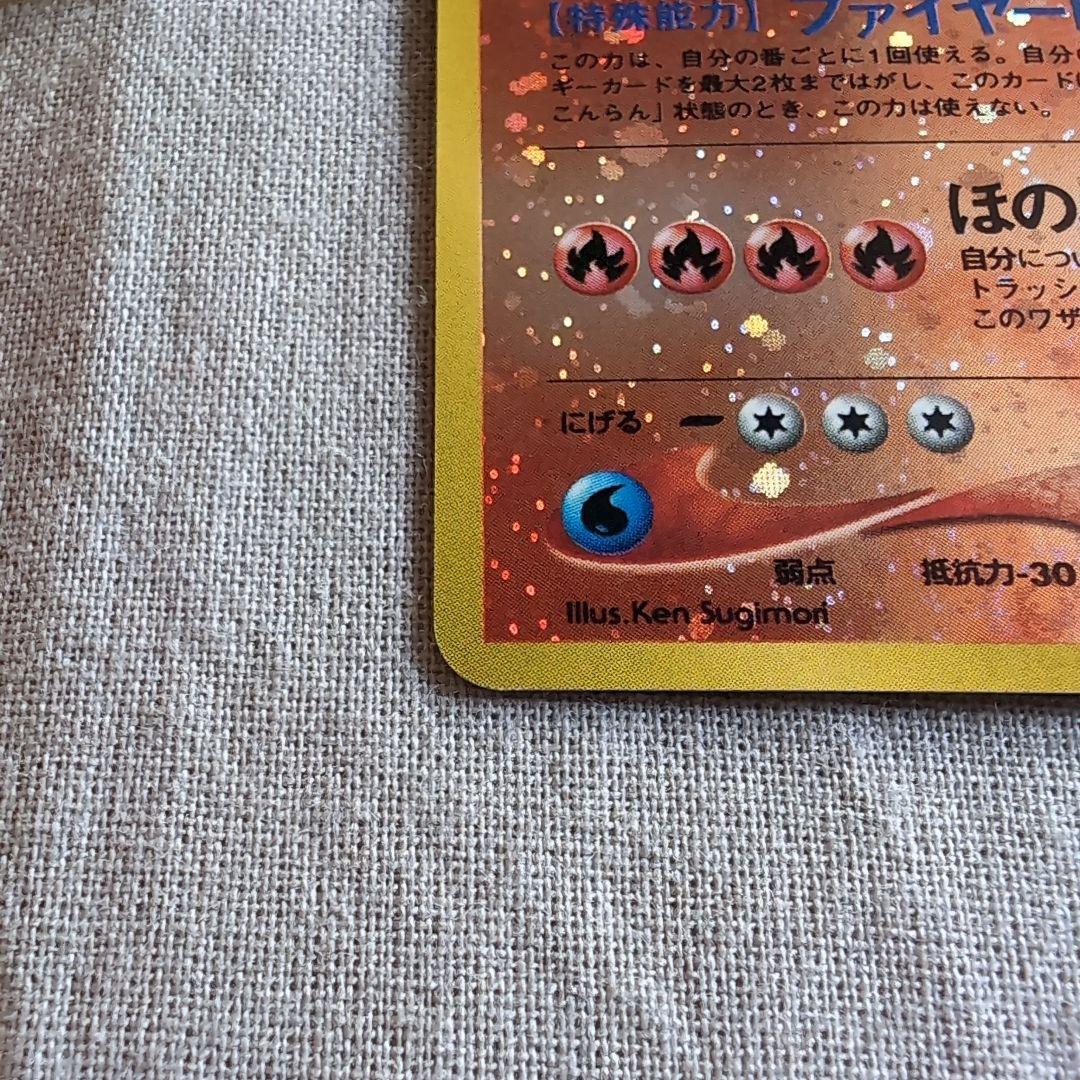 【特殊能力】 ファイヤー
この力は、自分の番ごとに1回使える。自分
ギーカードを最大2枚まではがし、このカード
こんらん」状態のとき、この力は使えない。
ほの
自分につい
トラッシ
このワザ
にげる ー
弱点 抵抗力-30
Illus.Ken Sugimori